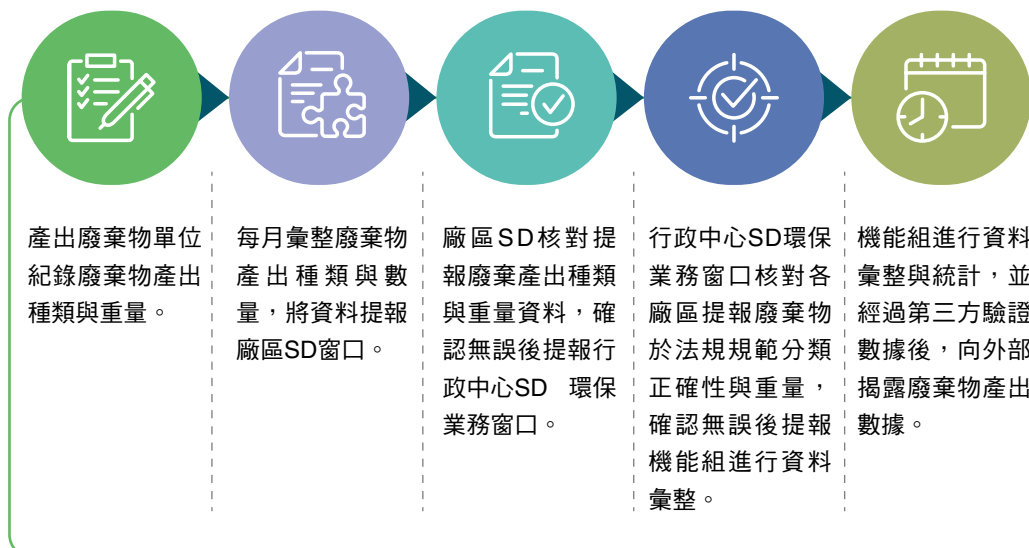 產出廢棄物單位
紀錄廢棄物產出
種類與重量。
每月彙整廢棄物
產出種類與數
量，將資料提報
廠區SD窗口。
廠區SD核對提
報廢棄產出種類
與重量資料，確
認無誤後提報行
政中心SD 環保
業務窗口。
行政中心SD環保
業務窗口核對各
廠區提報廢棄物
於法規規範分類
正確性與重量，
確認無誤後提報
機能組進行資料
彙整。
機能組進行資料
彙整與統計，並
經過第三方驗證
數據後，向外部
揭露廢棄物產出
數據。